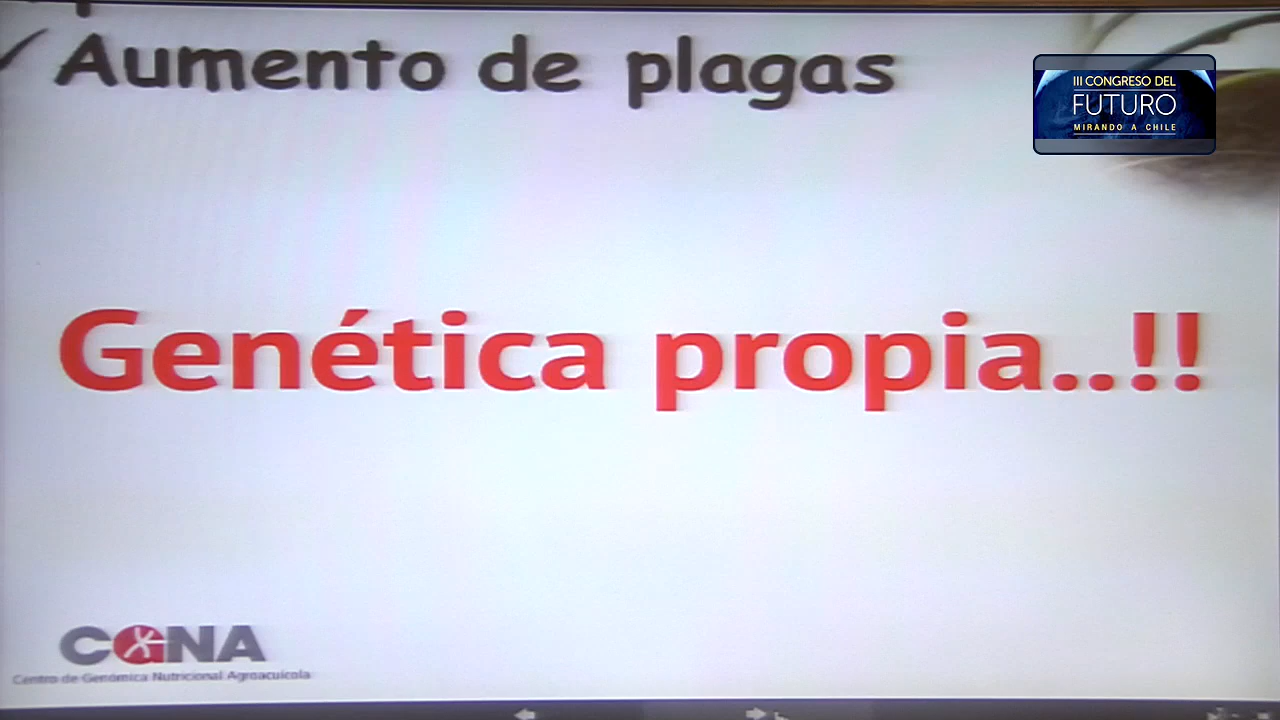 ✓ Aumento de plagas
III CONGRESO DEL
FUTURO
MIRANDO A CHILE
Genética propia..!!
CGNA
Centro de Genómica Nutricional Agroacuícola